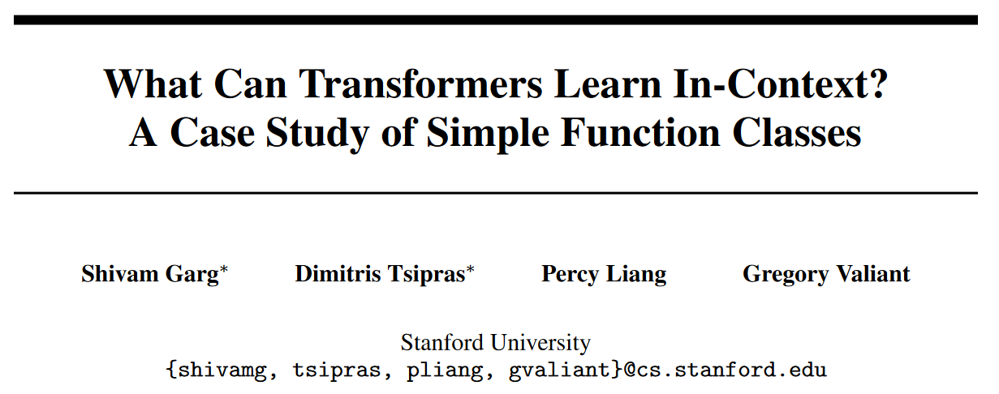 What Can Transformers Learn In-Context?
A Case Study of Simple Function Classes
Shivam Garg* Dimitris Tsipras* Percy Liang Gregory Valiant
Stanford University
{shivamg, tsipras, pliang, gvaliant}@cs.stanford.edu